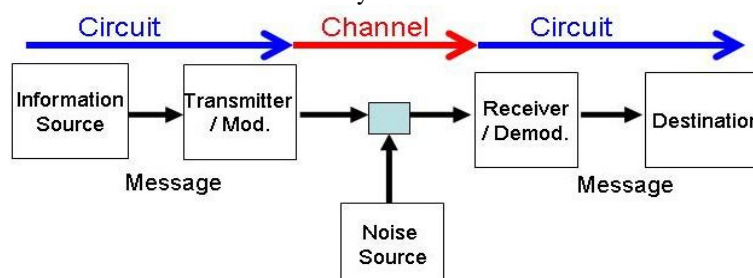 Circuit
Channel
Circuit
Information
Source
Transmitter
/ Mod.
Receiver
/ Demod.
Destination
Message
Message
Noise
Source